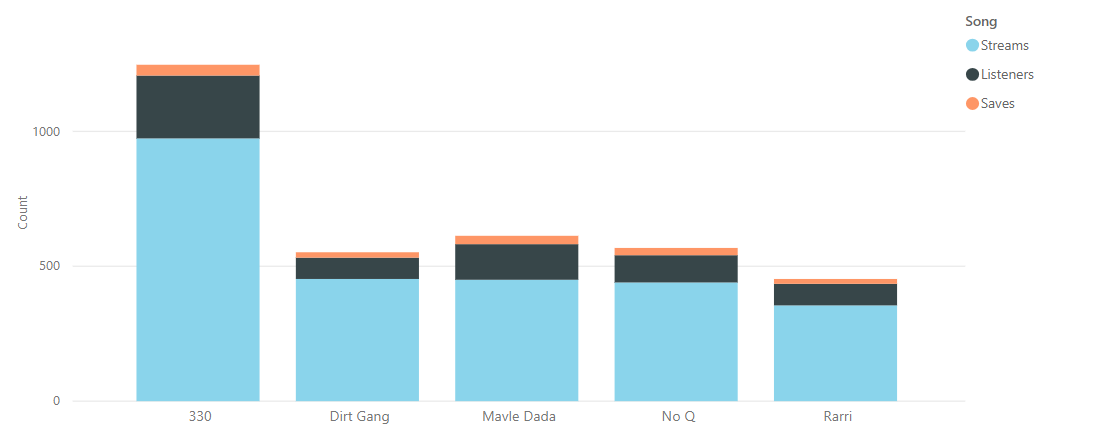 Song
Streams
Listeners
Saves
1000
500
0
Count
330
Dirt Gang
Mavle Dada
No Q
Rarri